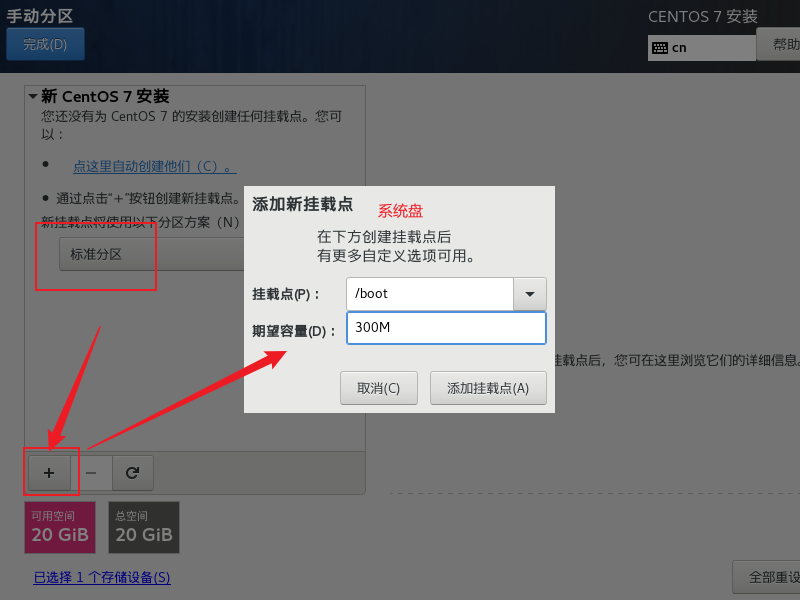 手动分区
CENTOS 7 安装
完成(D)
cn
帮助
新 CentOS 7 安装
您还没有为 CentOS 7 的安装创建任何挂载点。您可
以：
点这里自动创建他们（C）。
通过点击"+"按钮创建新挂载点。
新挂载点将使用以下分区方案（N）
标准分区
添加新挂载点
系统盘
在下方创建挂载点后
有更多自定义选项可用。
挂载点(P)：
/boot
期望容量(D)：
300M
取消(C)
添加挂载点(A)
挂载点后，您可在这里浏览它们的详细信息。
+
−
可用空间
20 GiB
总空间
20 GiB
已选择 1 个存储设备(S)
全部重设